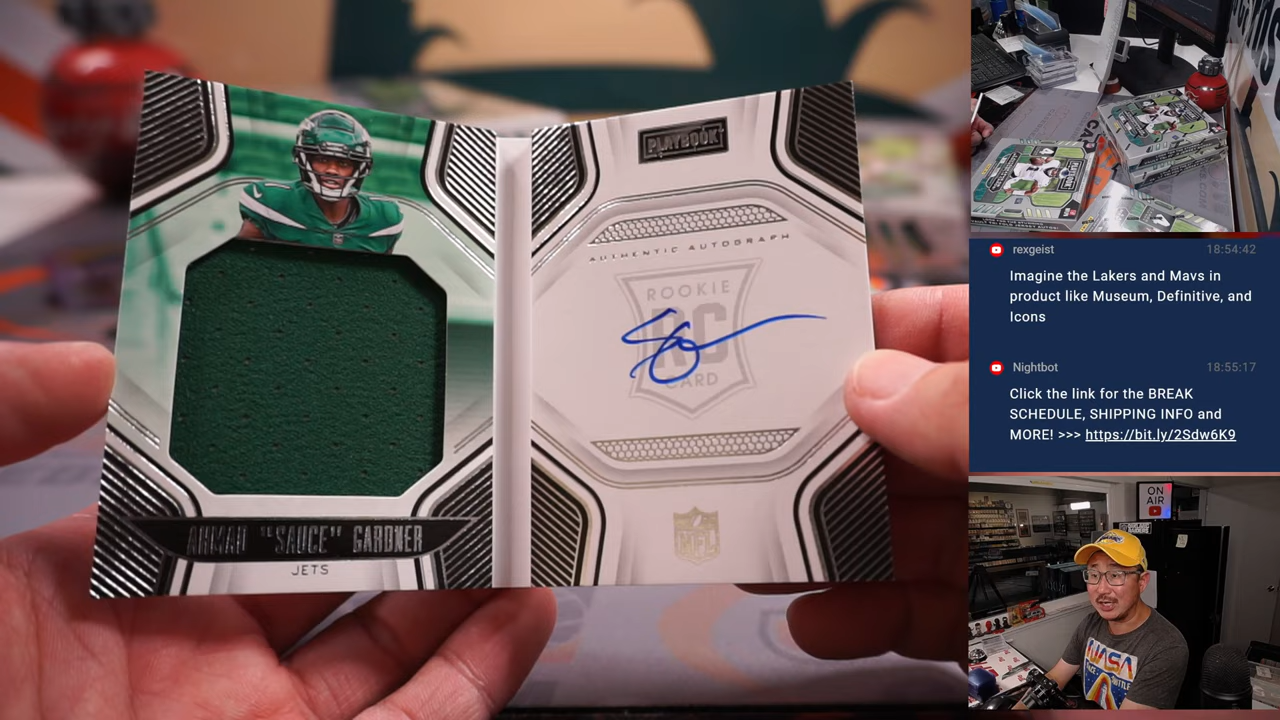 PLAYBOOK
AUTHENTIC AUTOGRAPH
ROOKIE
RC
CARD
NFL
AHMAD "SAUCE" GARDNER
JETS
rexgeist 18:54:42
Imagine the Lakers and Mavs in
product like Museum, Definitive, and
Icons
Nightbot 18:55:17
Click the link for the BREAK
SCHEDULE, SHIPPING INFO and
MORE! >>> https://bit.ly/2Sdw6K9
ON
AIR
NASA